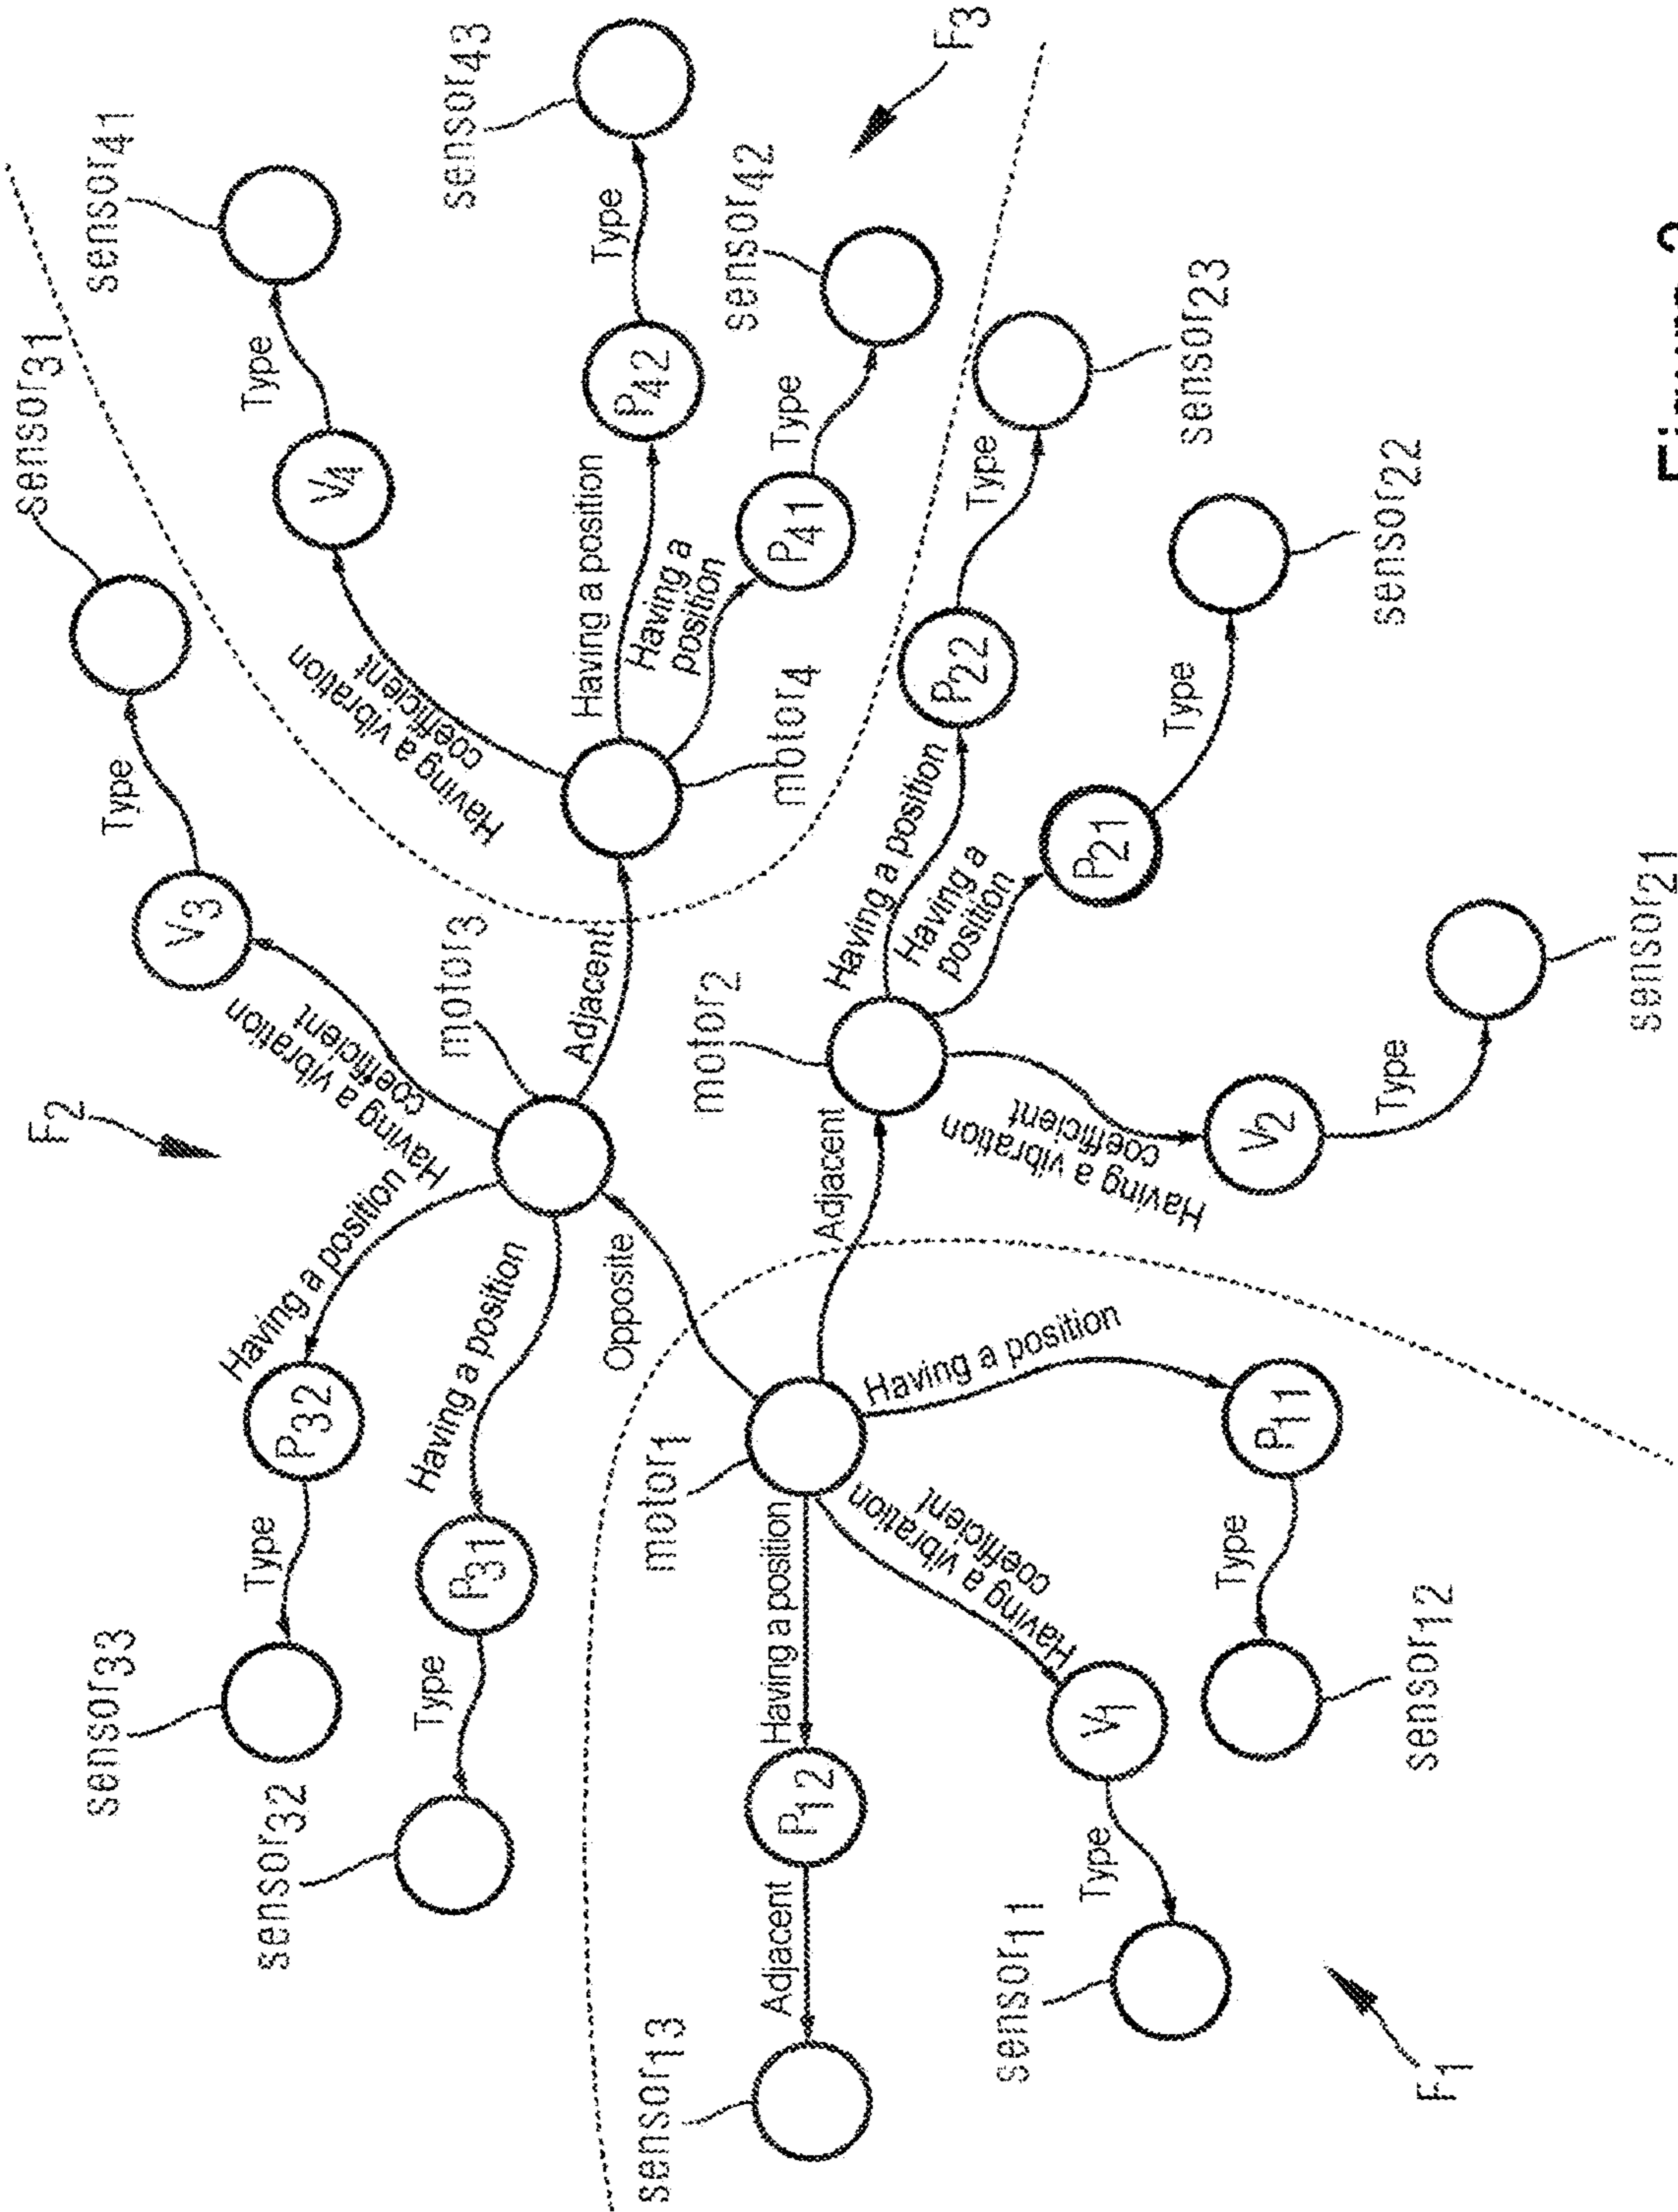 F2
sensor31
sensor33
sensor41
Type
V3
Having a position
Type
P32
Having a vibration
coefficient
Type
sensor32
V4
Having a vibration
coefficient
Type
P31
Having a position
motor3
sensor43
Adjacent
Having a position
Type
Opposite
P42
Having a
position
sensor13
motor1
motor2
motor4
sensor42
Adjacent
P12
Having a position
Adjacent
Having a position
P41
Type
Having a vibration
coefficient
Having a position
Having a
position
P22
Type
F3
sensor11
Type
V1
Having a vibration
coefficient
P21
Type
sensor23
Type
P11
V2
Type
sensor22
sensor12
F1
sensor21
Figure